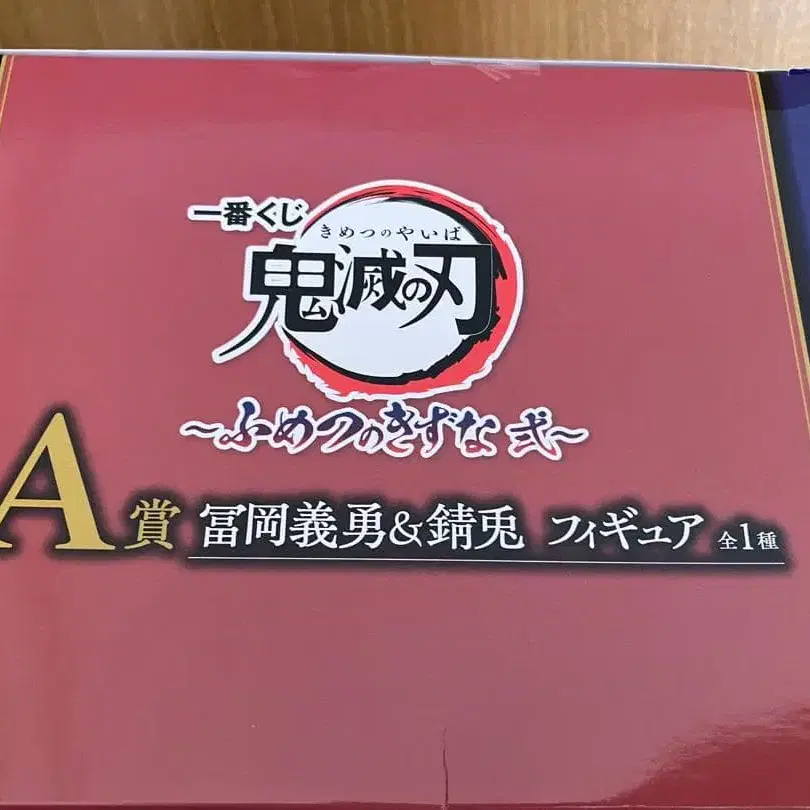 一番くじ
きめつのやいば
鬼滅の刃
～ふめつのきずな 弐～
A賞 冨岡義勇&錆兎 フィギュア 全1種